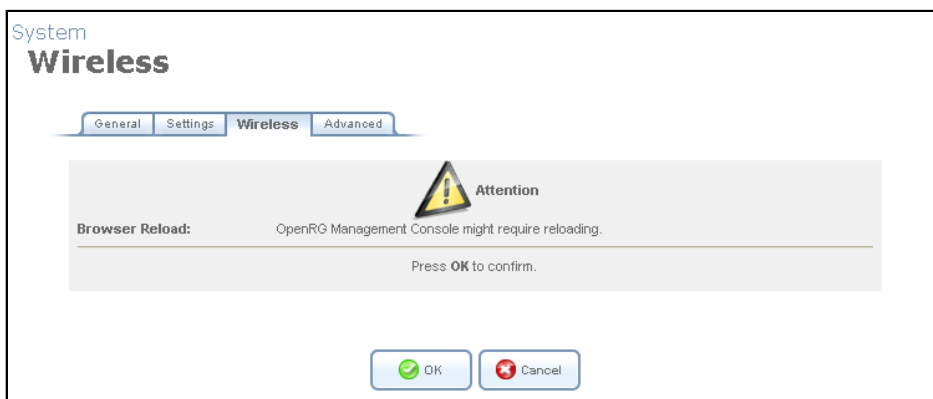 System
Wireless
General Settings Wireless Advanced
Attention
Browser Reload: OpenRG Management Console might require reloading.
Press OK to confirm.
OK Cancel